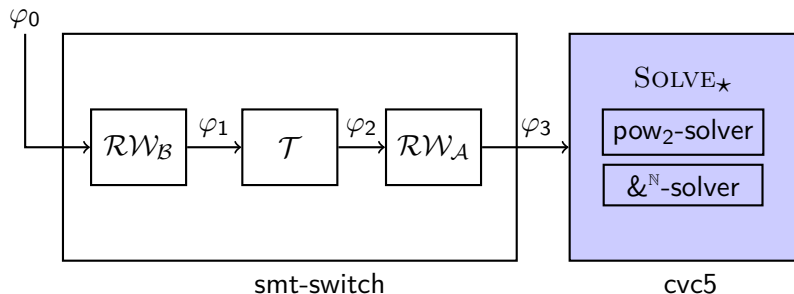 φ₀
SOLVE⋆
RW_B φ₁ T φ₂ RW_A φ₃ pow₂-solver
&ᴺ-solver
smt-switch cvc5